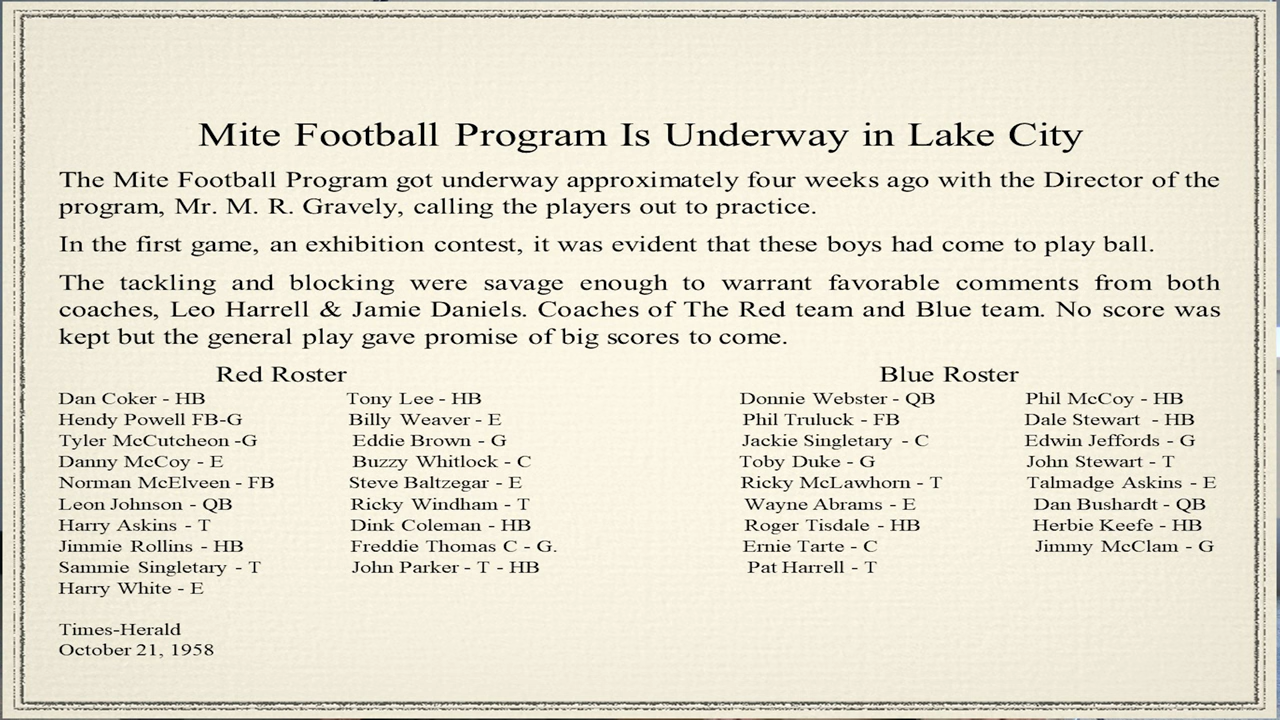 Mite Football Program Is Underway in Lake City
The Mite Football Program got underway approximately four weeks ago with the Director of the
program, Mr. M. R. Gravely, calling the players out to practice.
In the first game, an exhibition contest, it was evident that these boys had come to play ball.
The tackling and blocking were savage enough to warrant favorable comments from both
coaches, Leo Harrell & Jamie Daniels. Coaches of The Red team and Blue team. No score was
kept but the general play gave promise of big scores to come.
Red Roster
Dan Coker - HB
Hendy Powell FB-G
Tyler McCutcheon -G
Danny McCoy - E
Norman McElveen - FB
Leon Johnson - QB
Harry Askins - T
Jimmie Rollins - HB
Sammie Singletary - T
Harry White - E
Tony Lee - HB
Billy Weaver - E
Eddie Brown - G
Buzzy Whitlock - C
Steve Baltzegar - E
Ricky Windham - T
Dink Coleman - HB
Freddie Thomas C - G.
John Parker - T - HB
Blue Roster
Donnie Webster - QB
Phil Truluck - FB
Jackie Singletary - C
Toby Duke - G
Ricky McLawhorn - T
Wayne Abrams - E
Roger Tisdale - HB
Ernie Tarte - C
Pat Harrell - T
Phil McCoy - HB
Dale Stewart - HB
Edwin Jeffords - G
John Stewart - T
Talmadge Askins - E
Dan Bushardt - QB
Herbie Keefe - HB
Jimmy McClam - G
Times-Herald
October 21, 1958